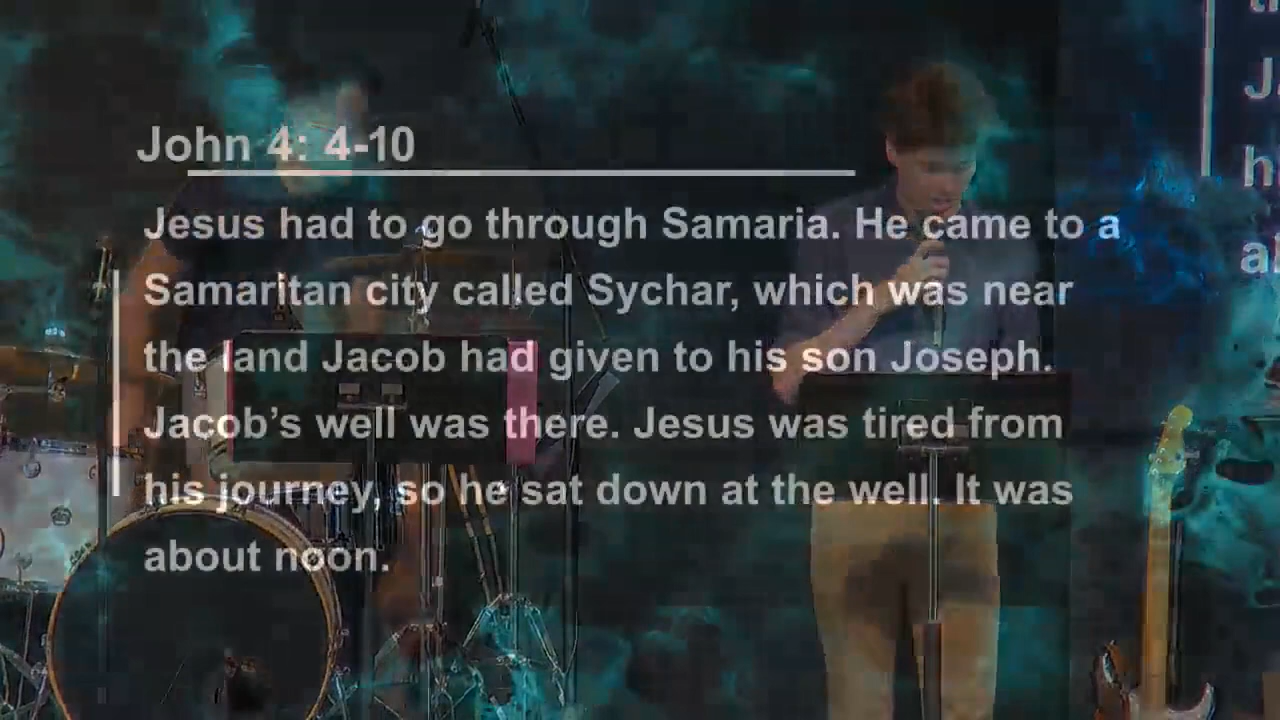 John 4: 4-10
Jesus had to go through Samaria. He came to a
Samaritan city called Sychar, which was near
the land Jacob had given to his son Joseph.
Jacob’s well was there. Jesus was tired from
his journey, so he sat down at the well. It was
about noon.